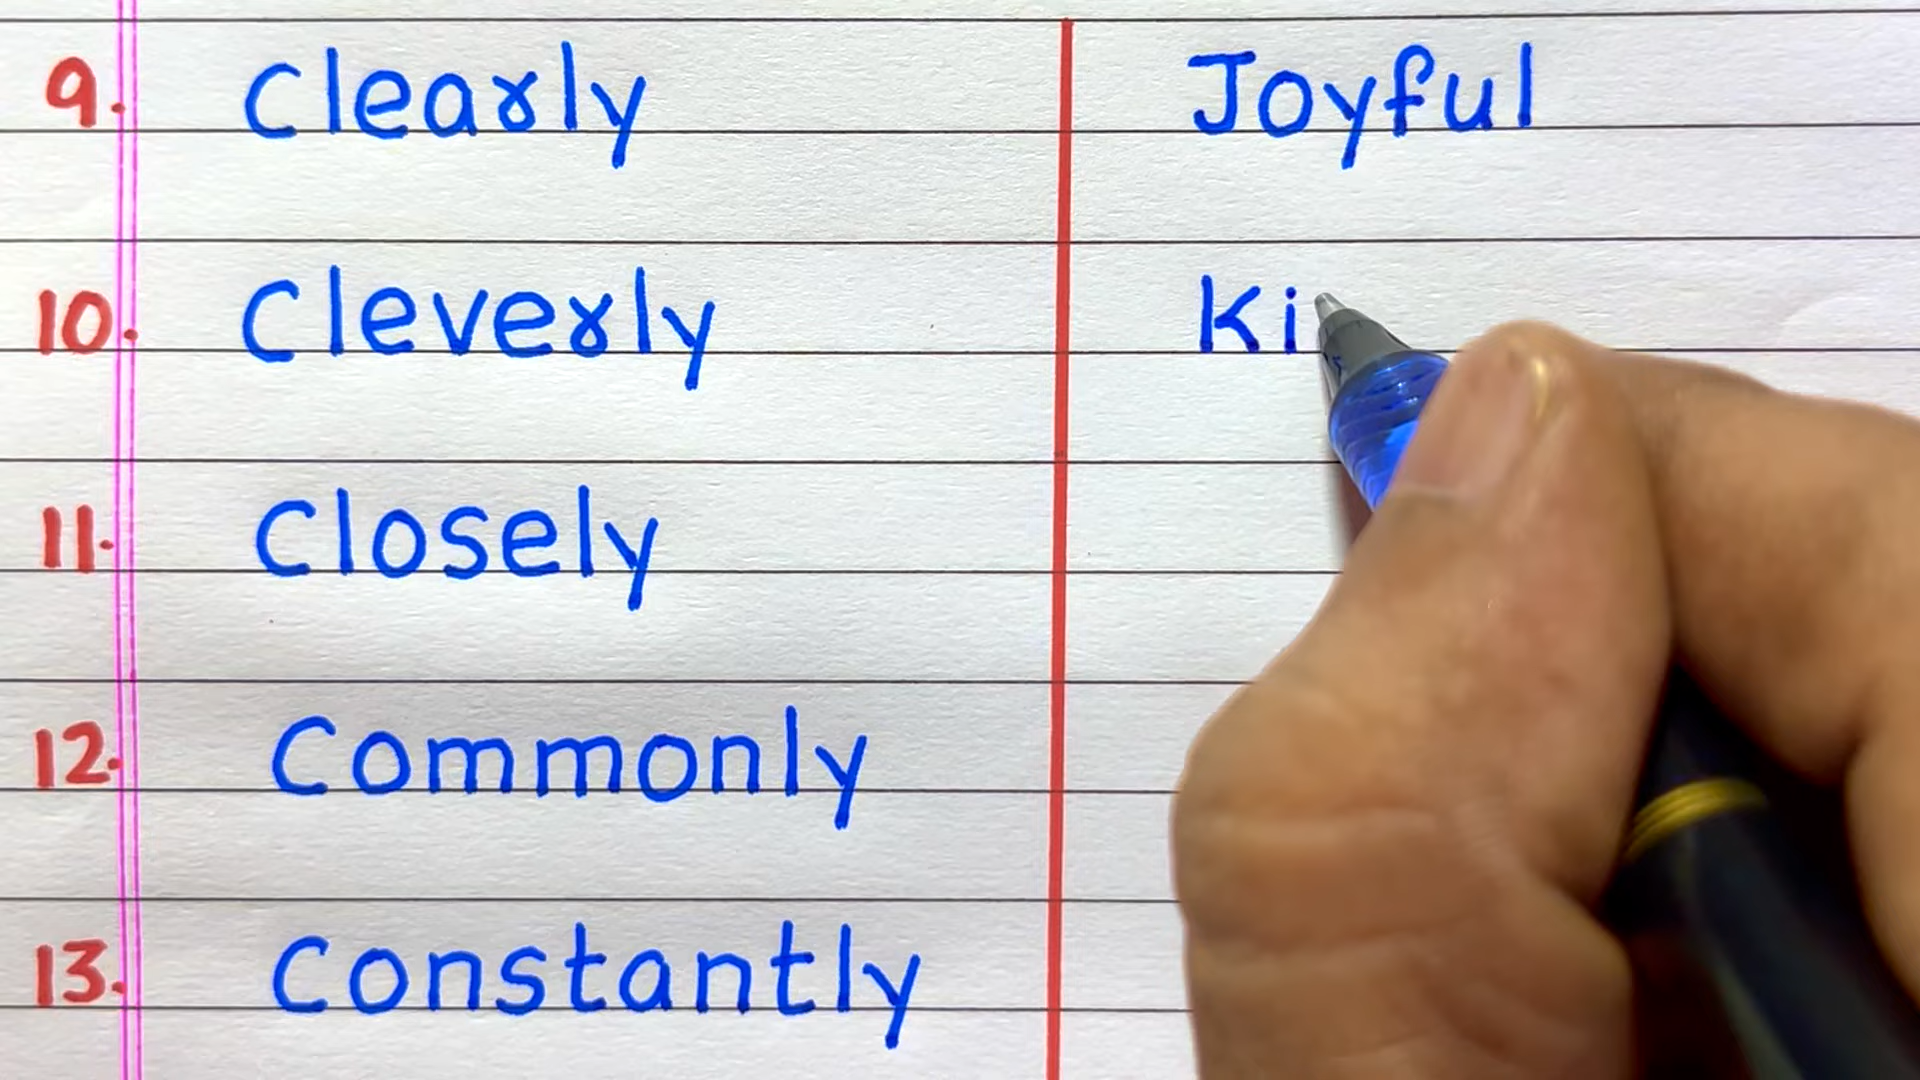 9. Clearly Joyful
10. Cleverly Ki
11. Closely
12. Commonly
13. Constantly